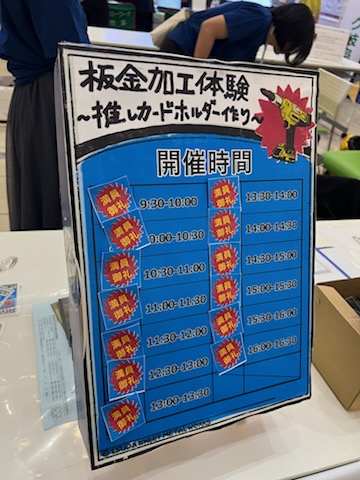 板金加工体験
~推しカードホルダー作り~
開催時間
満員御礼 9:30-10:00
満員御礼 0:00-10:30
満員御礼 10:30-11:00
満員御礼 11:00-11:30
満員御礼 11:30-12:00
満員御礼 12:30-13:00
満員御礼 13:00-13:30
満員御礼 13:30-14:00
満員御礼 14:00-14:30
満員御礼 14:30-15:00
満員御礼 15:00-15:30
満員御礼 15:30-16:00
満員御礼 16:00-16:30